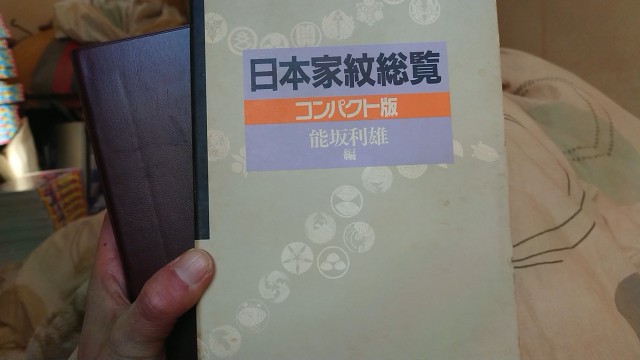 日本家紋総覧
コンパクト版
能坂利雄
編